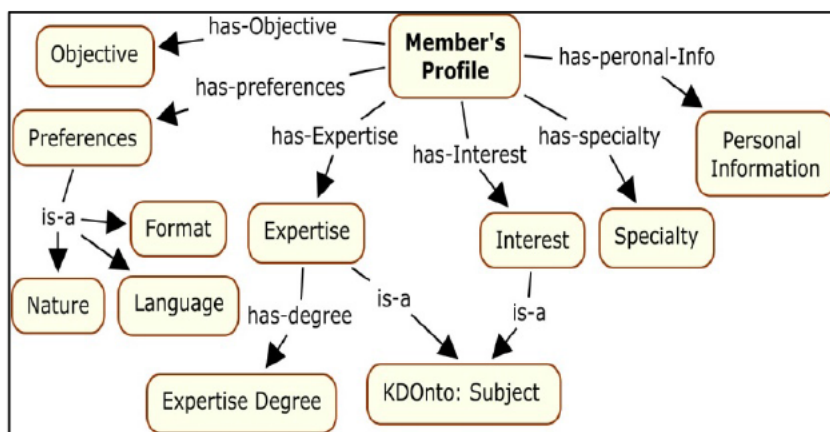 has-Objective
Member's
Profile
Objective
has-peronal-Info
has-preferences
Preferences
has-Expertise
has-specialty
Personal
Information
has-Interest
is-a
Format
Expertise
Interest
Specialty
Nature
Language
has-degree
is-a
is-a
Expertise Degree
KDOnto: Subject